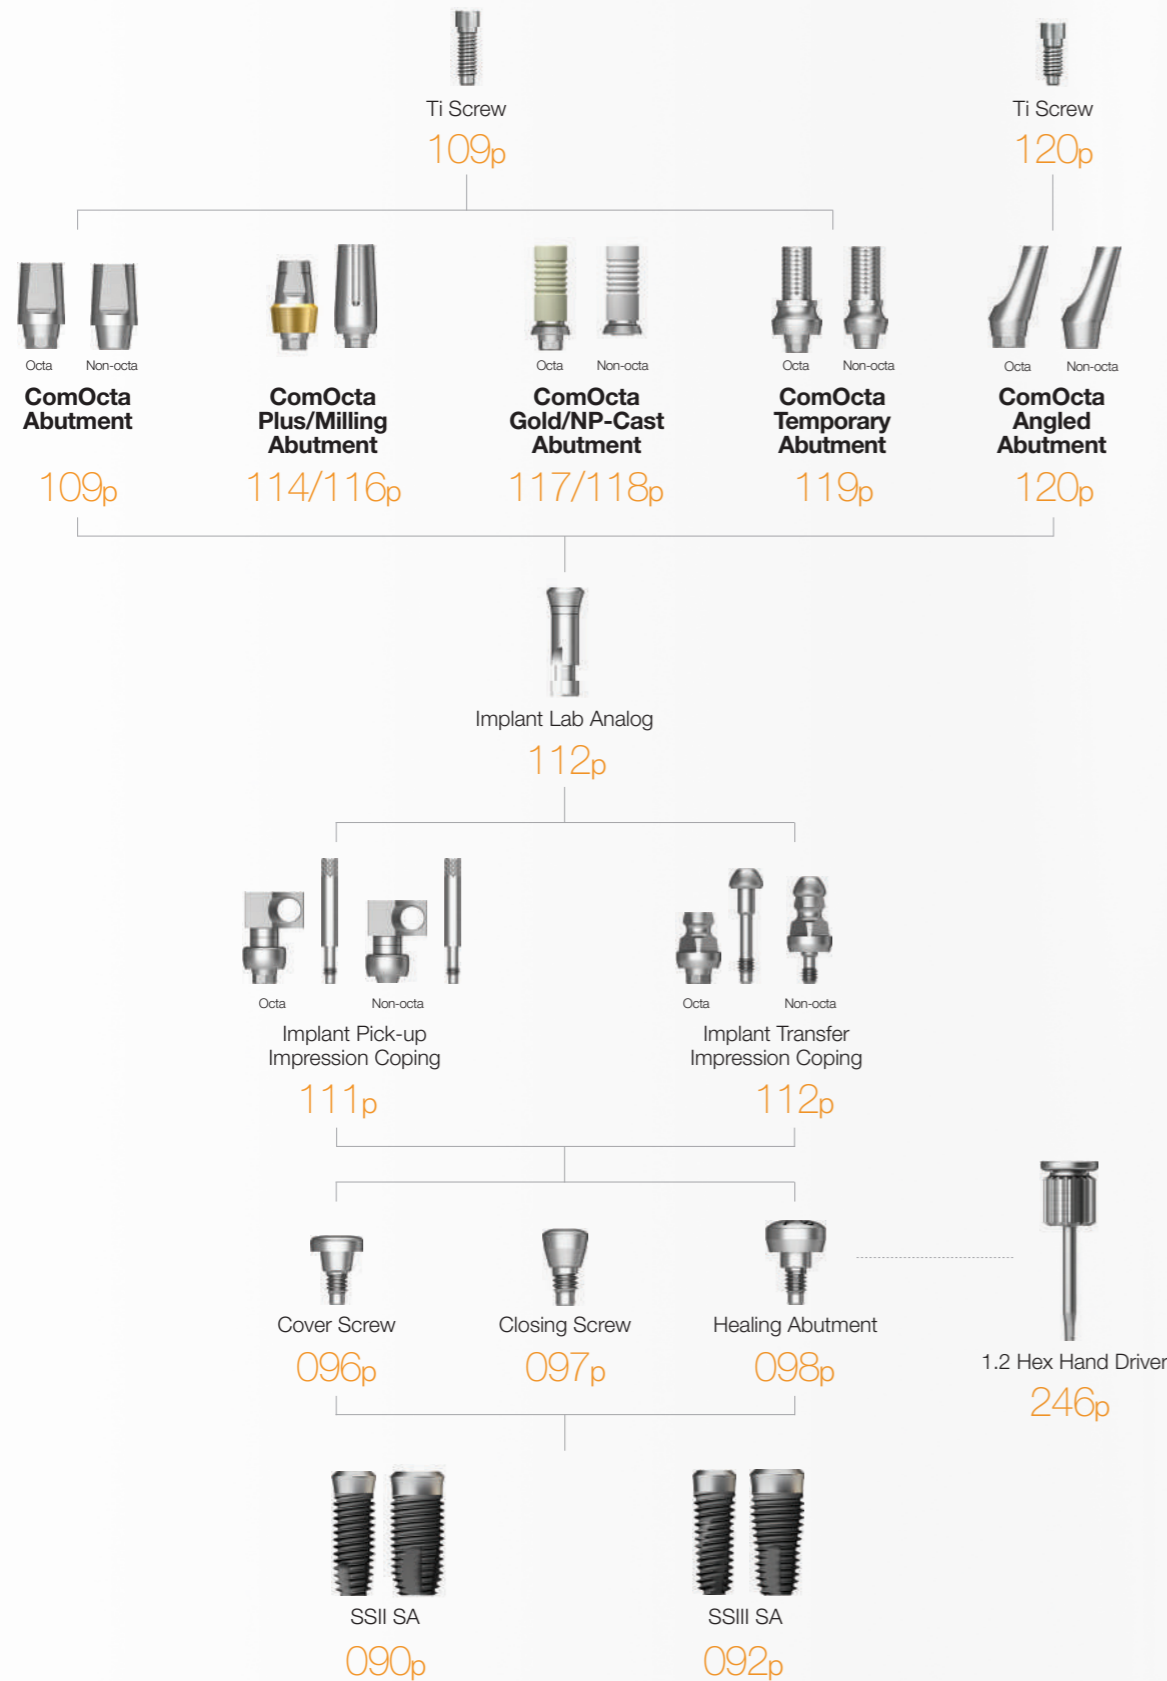 Ti Screw
109p
Ti Screw
120p
Octa
Non-octa
ComOcta
Abutment
109p
ComOcta
Plus/Milling
Abutment
114/116p
Octa
Non-octa
ComOcta
Gold/NP-Cast
Abutment
117/118p
Octa
Non-octa
ComOcta
Temporary
Abutment
119p
Octa
Non-octa
ComOcta
Angled
Abutment
120p
Implant Lab Analog
112p
Octa
Non-octa
Implant Pick-up
Impression Coping
111p
Octa
Non-octa
Implant Transfer
Impression Coping
112p
Cover Screw
096p
Closing Screw
097p
Healing Abutment
098p
1.2 Hex Hand Driver
246p
SSII SA
090p
SSIII SA
092p